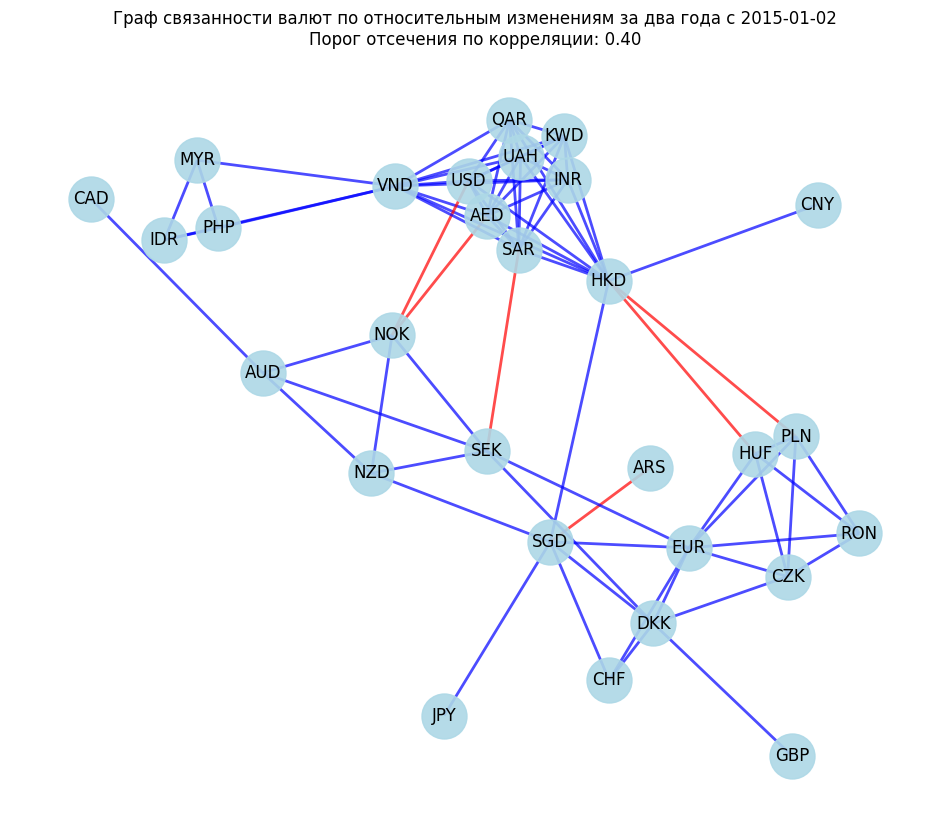 Граф связанности валют по относительным изменениям за два года с 2015-01-02
Порог отсечения по корреляции: 0.40
QAR
KWD
UAH
MYR
USD
INR
VND
CAD
CNY
AED
PHP
IDR
SAR
HKD
NOK
AUD
PLN
SEK
HUF
ARS
NZD
RON
SGD
EUR
CZK
DKK
CHF
JPY
GBP